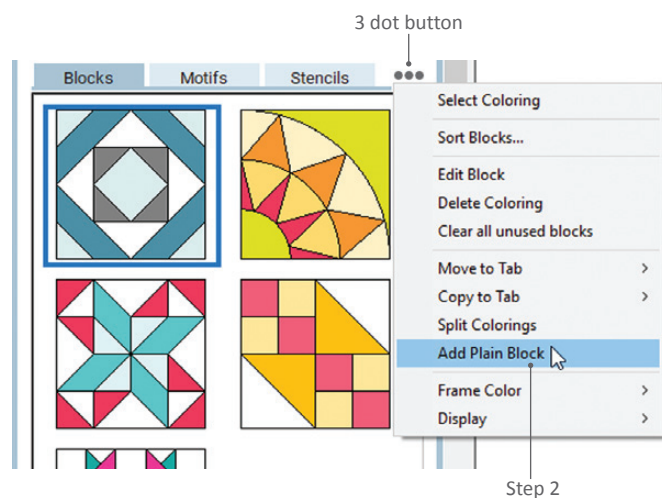 3 dot button
Blocks Motifs Stencils
Select Coloring
Sort Blocks...
Edit Block
Delete Coloring
Clear all unused blocks
Move to Tab >
Copy to Tab >
Split Colorings
Add Plain Block
Frame Color >
Display >
Step 2